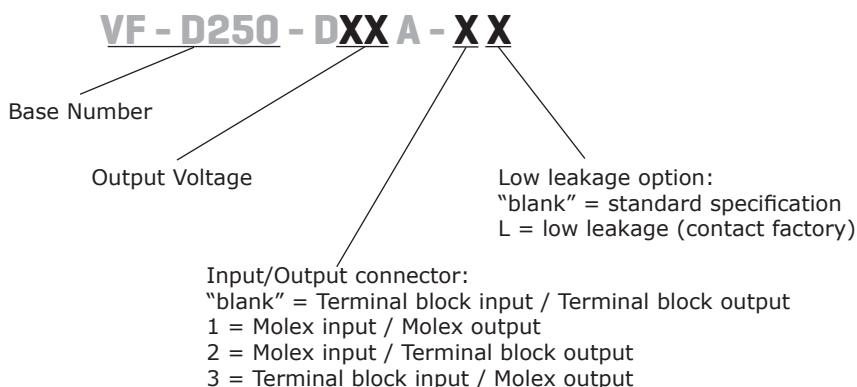 VF - D250 - DXX A - X X
Base Number
Output Voltage
Low leakage option:
“blank” = standard specification
L = low leakage (contact factory)
Input/Output connector:
“blank” = Terminal block input / Terminal block output
1 = Molex input / Molex output
2 = Molex input / Terminal block output
3 = Terminal block input / Molex output